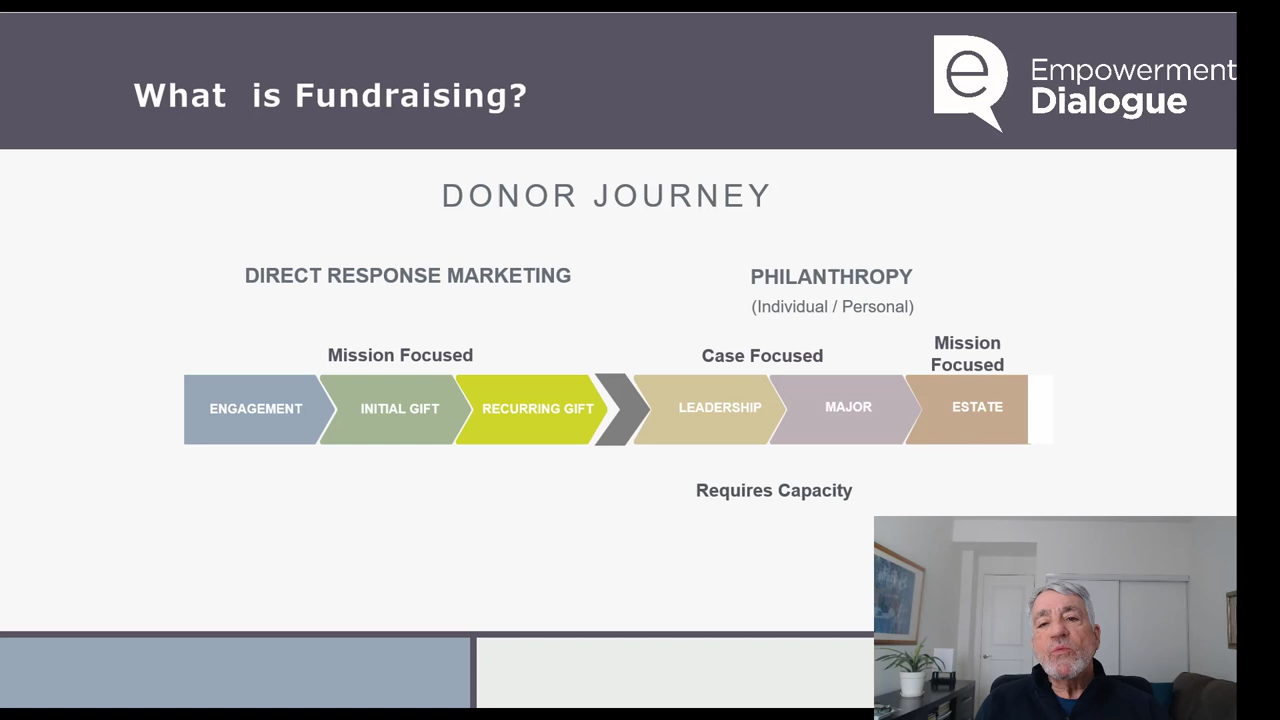 What is Fundraising?
e
Empowerment
Dialogue
DONOR JOURNEY
DIRECT RESPONSE MARKETING
PHILANTHROPY
(Individual / Personal)
Mission Focused
Case Focused
Mission
Focused
ENGAGEMENT
INITIAL GIFT
RECURRING GIFT
LEADERSHIP
MAJOR
ESTATE
Requires Capacity